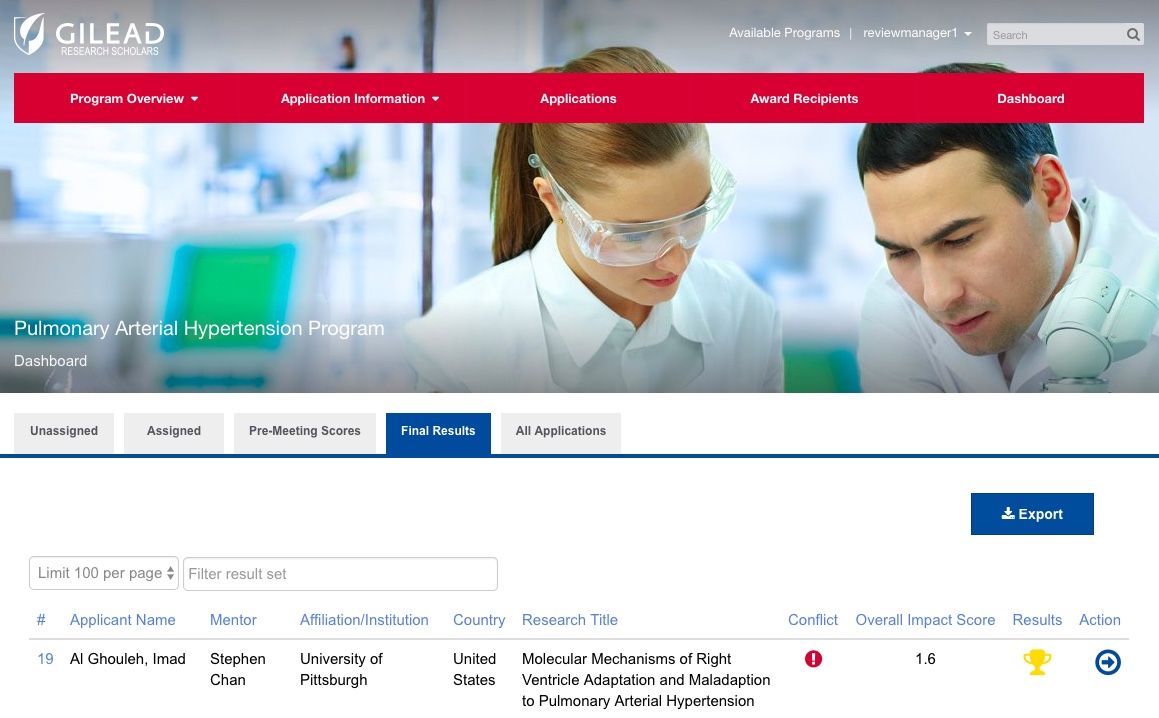 GILEAD
RESEARCH SCHOLARS
Available Programs | reviewmanager1
Search
Program Overview
Application Information
Applications
Award Recipients
Dashboard
Pulmonary Arterial Hypertension Program
Dashboard
Unassigned
Assigned
Pre-Meeting Scores
Final Results
All Applications
Export
Limit 100 per page
Filter result set
# Applicant Name Mentor Affiliation/Institution Country Research Title Conflict Overall Impact Score Results Action
19 Al Ghouleh, Imad Stephen University of United Molecular Mechanisms of Right 1.6
Chan Pittsburgh States Ventricle Adaptation and Maladaption
to Pulmonary Arterial Hypertension